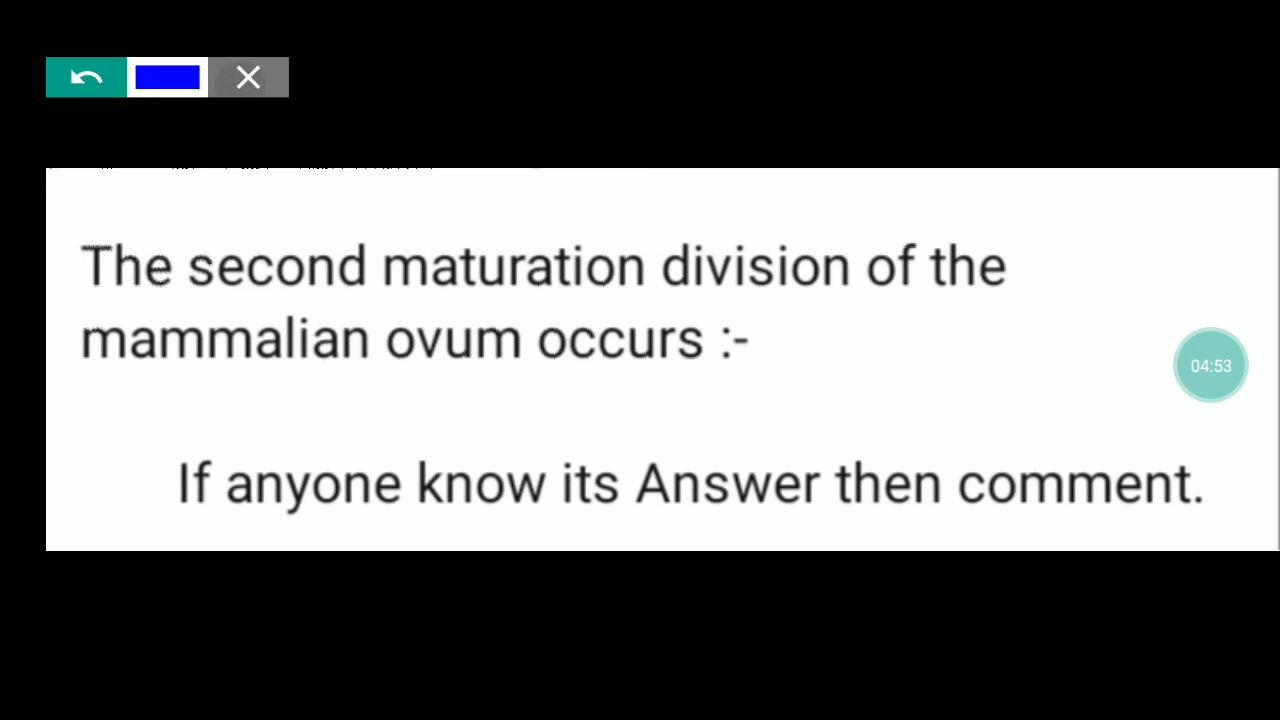 The second maturation division of the
mammalian ovum occurs :-
04:53
If anyone know its Answer then comment.